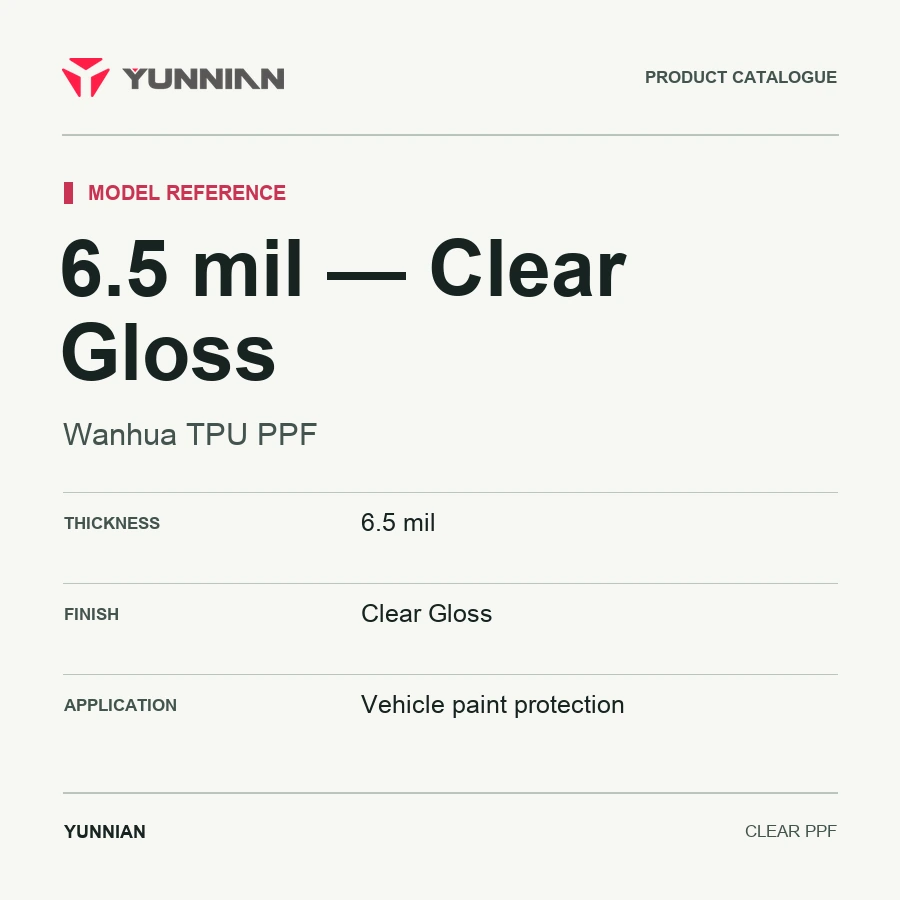 YUNNIAN
PRODUCT CATALOGUE
MODEL REFERENCE
6.5 mil — Clear
Gloss
Wanhua TPU PPF
THICKNESS 6.5 mil
FINISH Clear Gloss
APPLICATION Vehicle paint protection
YUNNIAN
CLEAR PPF